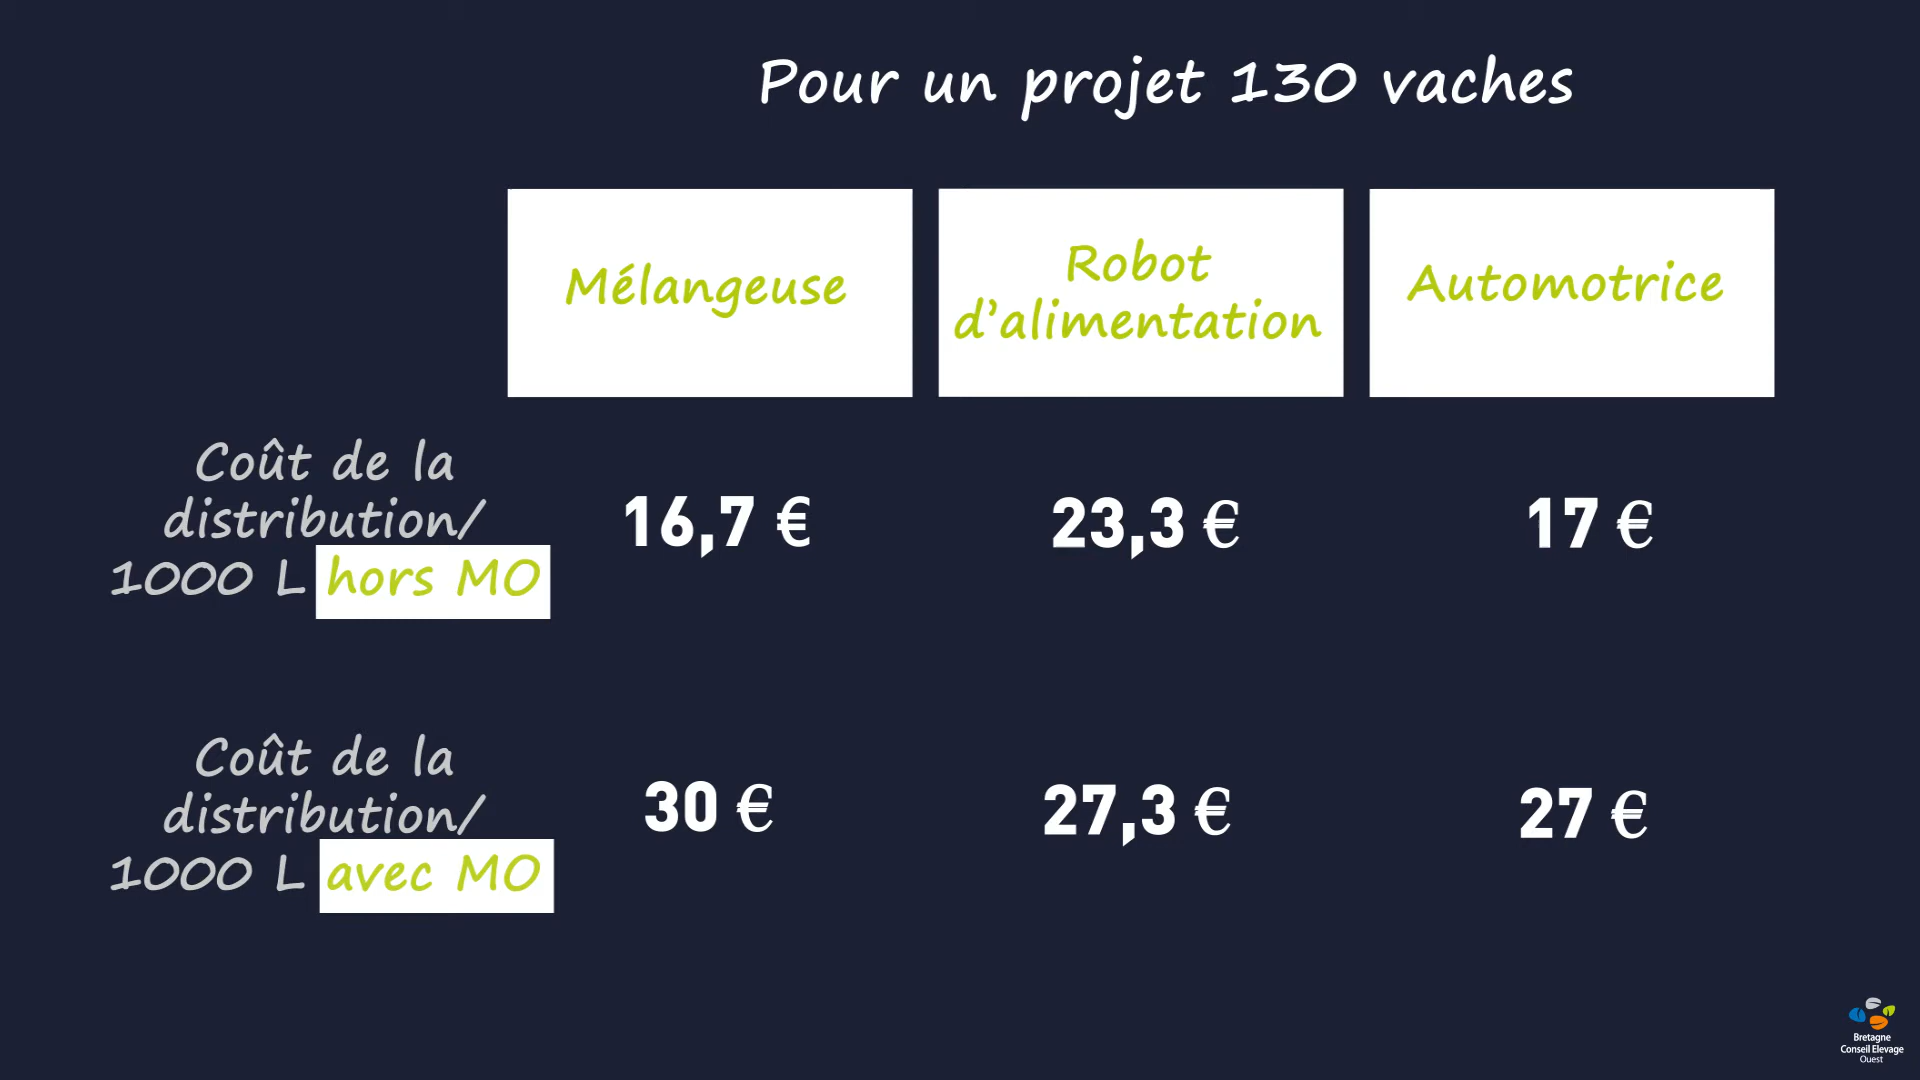 Pour un projet 130 vaches
Mélangeuse
Robot
d'alimentation
Automotrice
Coût de la
distribution/
1000 L hors MO
16,7 €
23,3 €
17 €
Coût de la
distribution/
1000 L avec MO
30 €
27,3 €
27 €
Bretagne
Conseil Elevage
Ouest